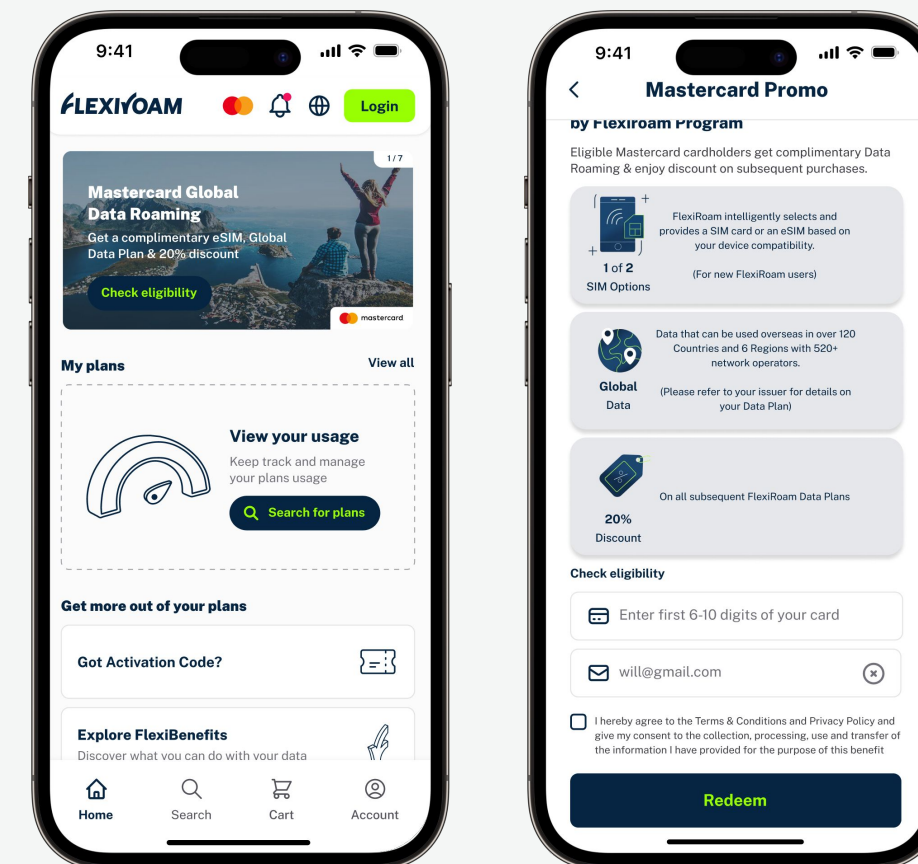 9:41
FLEXIROAM
Login
1/7
Mastercard Global
Data Roaming
Get a complimentary eSIM, Global
Data Plan & 20% discount
Check eligibility
mastercard
My plans
View all
View your usage
Keep track and manage
your plans usage
Search for plans
Get more out of your plans
Got Activation Code?
Explore FlexiBenefits
Discover what you can do with your data
Home
Search
Cart
Account
9:41
Mastercard Promo
by Flexiroam Program
Eligible Mastercard cardholders get complimentary Data
Roaming & enjoy discount on subsequent purchases.
1 of 2
SIM Options
FlexiRoam intelligently selects and
provides a SIM card or an eSIM based on
your device compatibility.
(For new FlexiRoam users)
Global
Data
Data that can be used overseas in over 120
Countries and 6 Regions with 520+
network operators.
(Please refer to your issuer for details on
your Data Plan)
20%
Discount
On all subsequent FlexiRoam Data Plans
Check eligibility
Enter first 6-10 digits of your card
will@gmail.com
I hereby agree to the Terms & Conditions and Privacy Policy and
give my consent to the collection, processing, use and transfer of
the information I have provided for the purpose of this benefit
Redeem